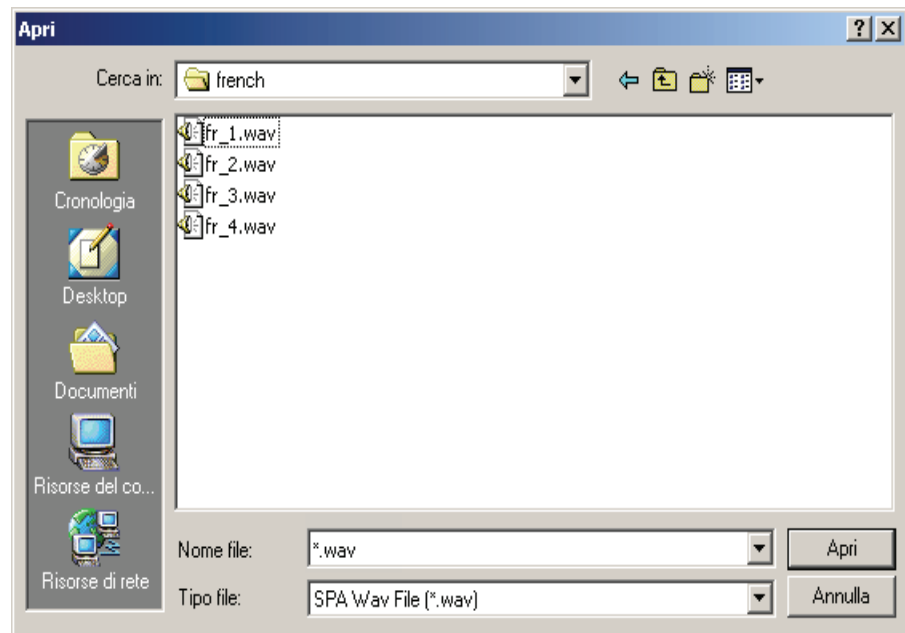 Apri
Cerca in: french
fr_1.wav
fr_2.wav
fr_3.wav
fr_4.wav
Cronologia
Desktop
Documenti
Risorse del co...
Risorse di rete
Nome file: *.wav Apri
Tipo file: SPA Wav File (*.wav) Annulla